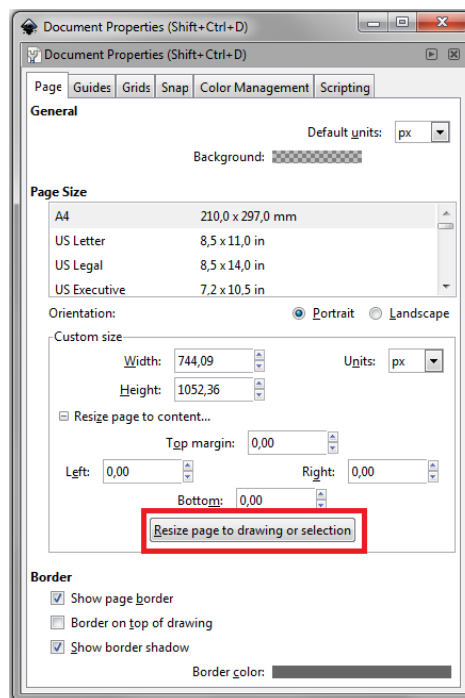 Document Properties (Shift+Ctrl+D)
Document Properties (Shift+Ctrl+D)
Page Guides Grids Snap Color Management Scripting
General
Default units: px
Background:
Page Size
A4 210,0 x 297,0 mm
US Letter 8,5 x 11,0 in
US Legal 8,5 x 14,0 in
US Executive 7,2 x 10,5 in
Orientation: Portrait Landscape
Custom size
Width: 744,09 Units: px
Height: 1052,36
Resize page to content...
Top margin: 0,00
Left: 0,00 Right: 0,00
Bottom: 0,00
Resize page to drawing or selection
Border
Show page border
Border on top of drawing
Show border shadow
Border color: